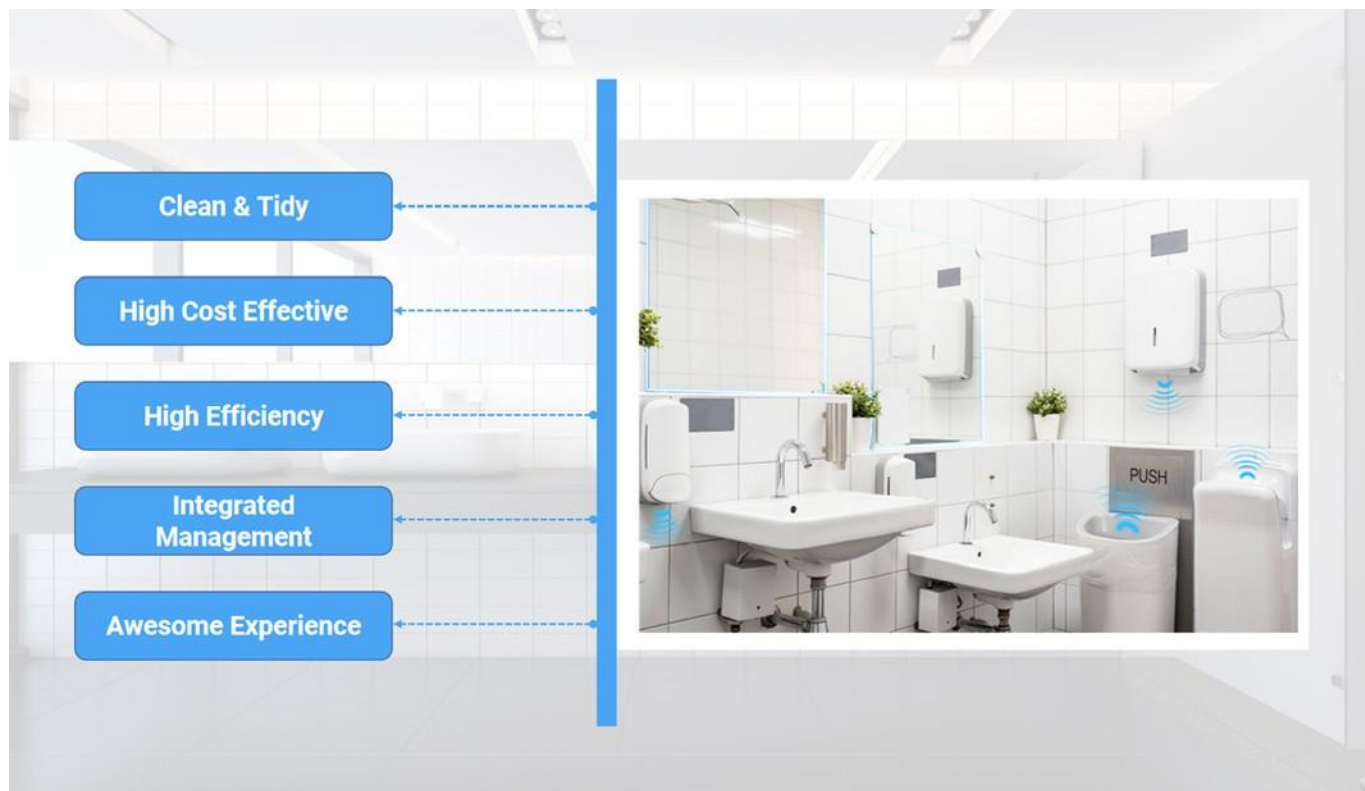 Clean & Tidy
High Cost Effective
High Efficiency
Integrated
Management
Awesome Experience
PUSH